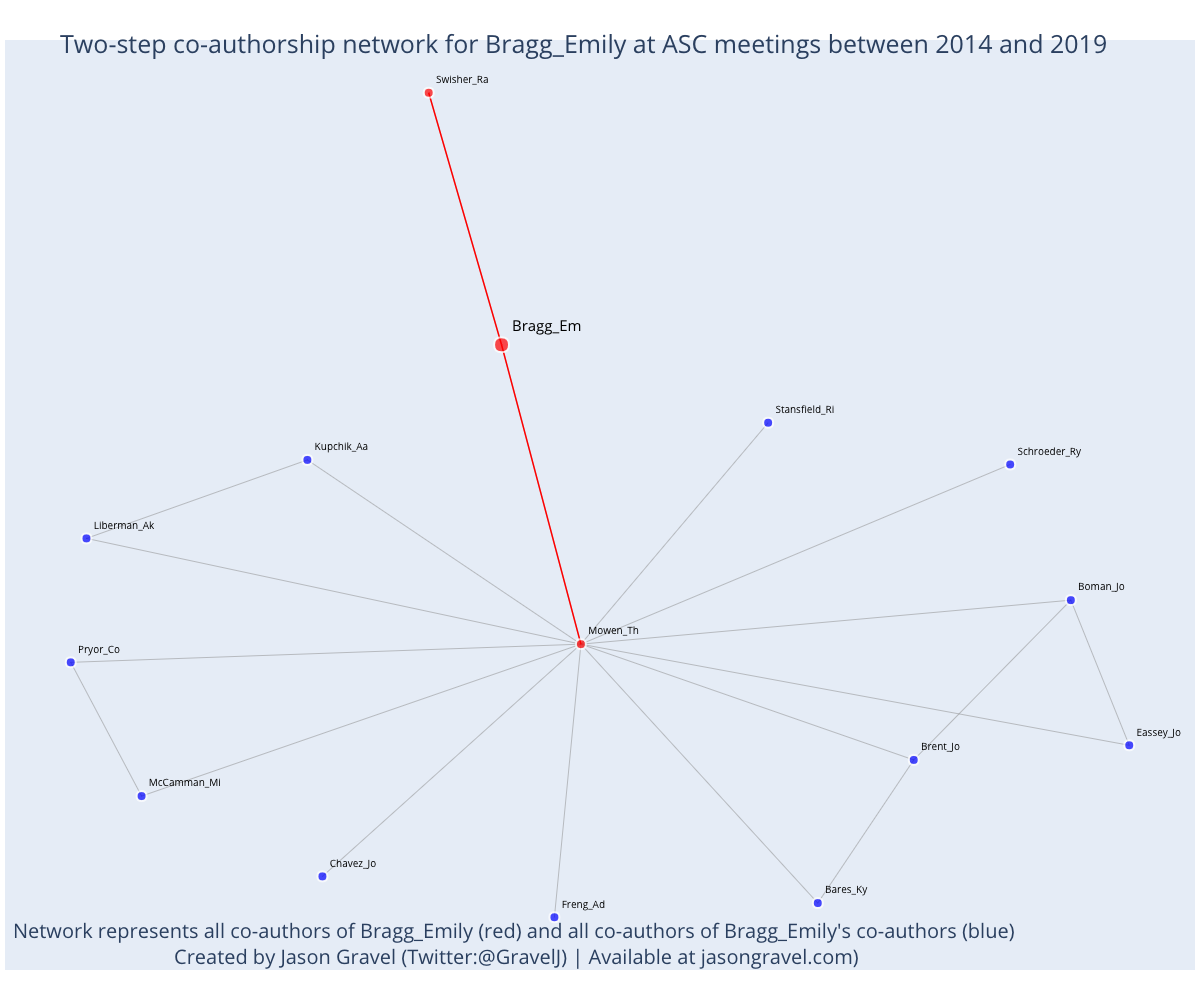 Two-step co-authorship network for Bragg_Emily at ASC meetings between 2014 and 2019
Swisher_Ra
Bragg_Em
Stansfield_Ri
Kupchik_Aa
Schroeder_Ry
Liberman_Ak
Boman_Jo
Mowen_Th
Pryor_Co
Eassey_Jo
Brent_Jo
McCamman_Mi
Chavez_Jo
Bares_Ky
Freng_Ad
Network represents all co-authors of Bragg_Emily (red) and all co-authors of Bragg_Emily's co-authors (blue)
Created by Jason Gravel (Twitter:@GravelJ) | Available at jasongravel.com)